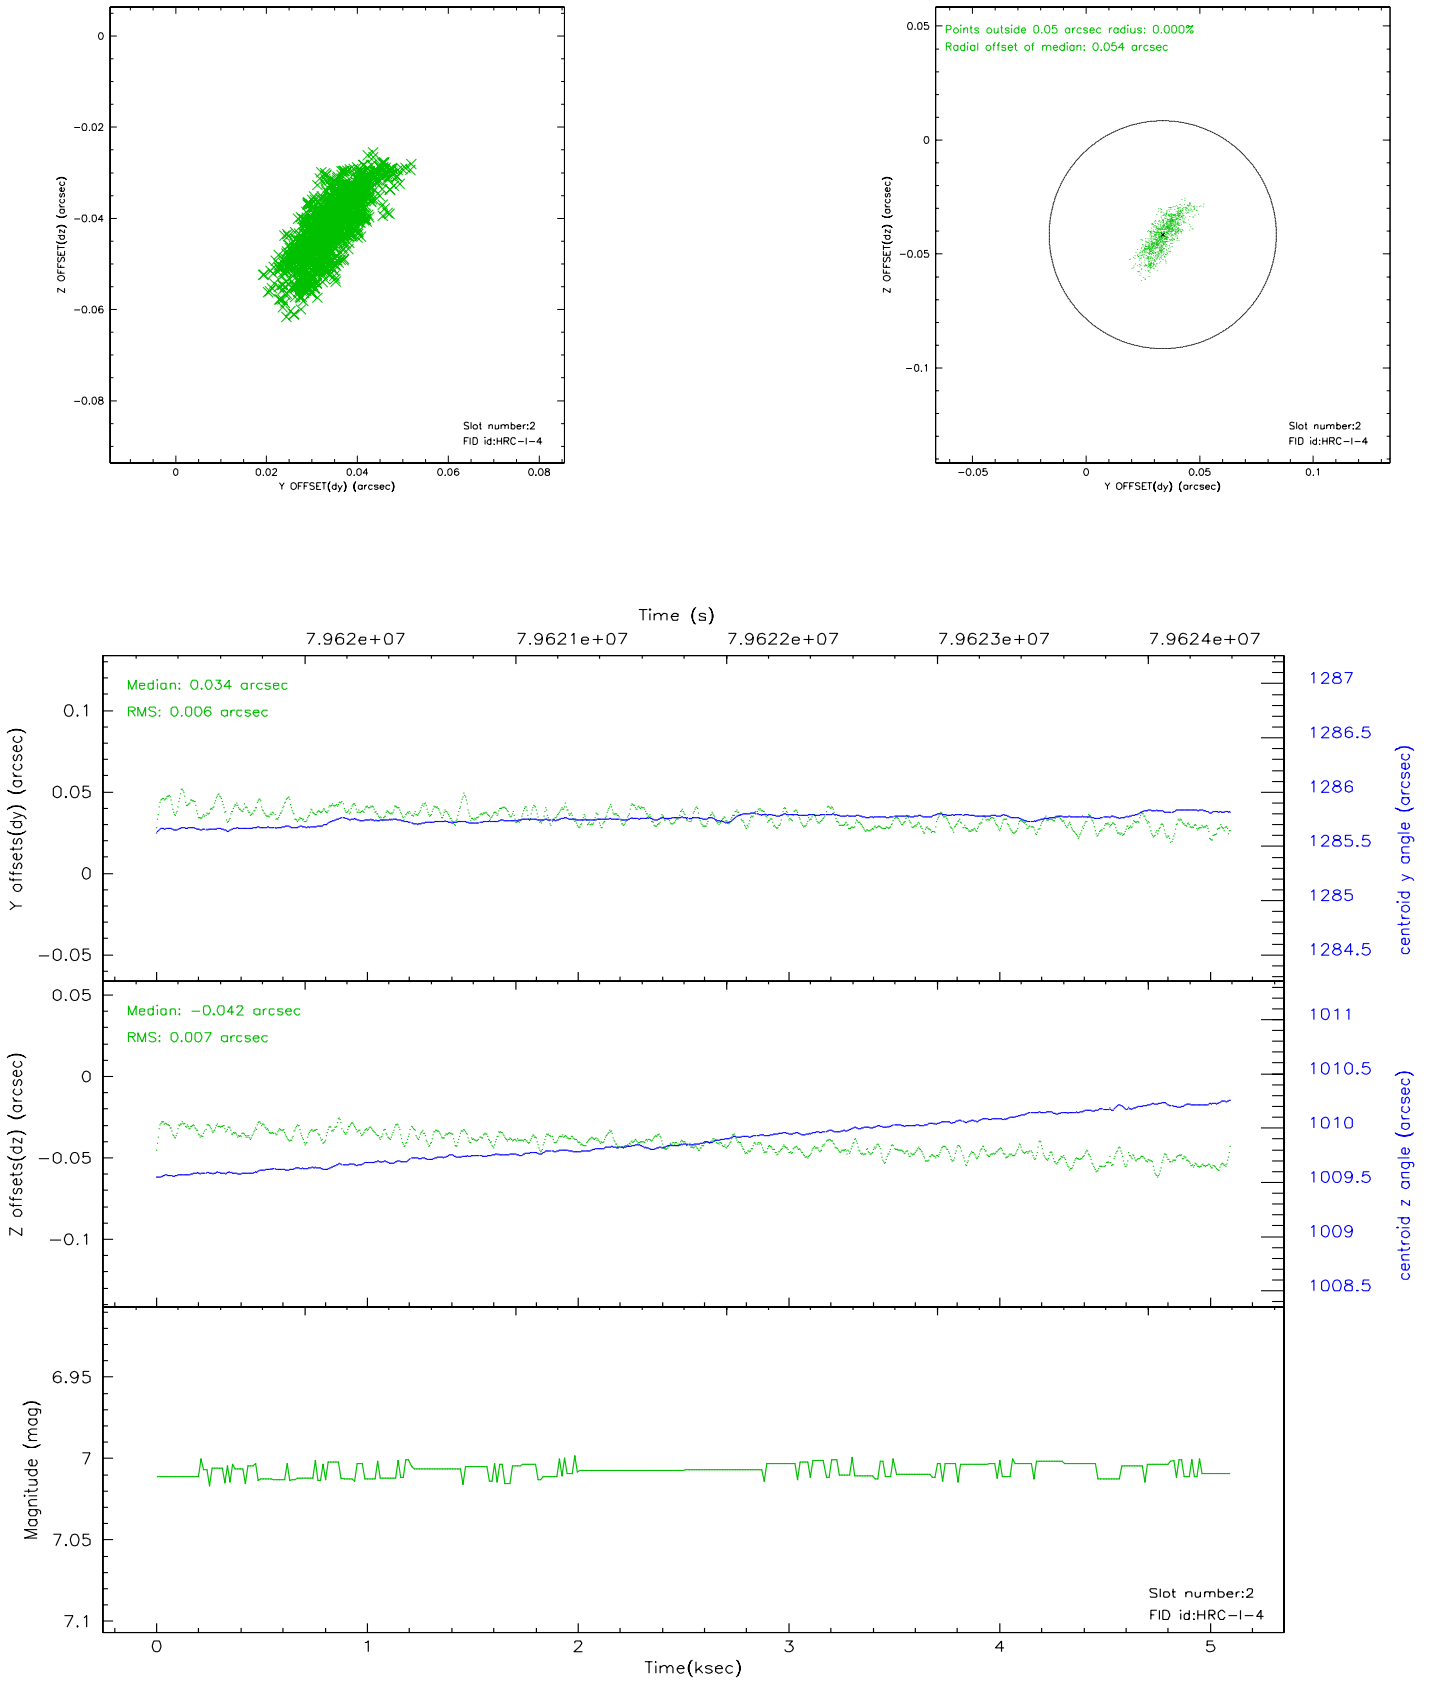 0
−0.02
−0.04
−0.06
−0.08
Z OFFSET(dz) (arcsec)
Slot number:2
FID id:HRC−I−4
0 0.02 0.04 0.06 0.08
Y OFFSET(dy) (arcsec)
Points outside 0.05 arcsec radius: 0.000%
Radial offset of median: 0.054 arcsec
0.05
0
−0.05
−0.1
Z OFFSET(dz) (arcsec)
Slot number:2
FID id:HRC−I−4
−0.05 0 0.05 0.1
Y OFFSET(dy) (arcsec)
Time (s)
7.962e+07 7.9621e+07 7.9622e+07 7.9623e+07 7.9624e+07
Median: 0.034 arcsec
RMS: 0.006 arcsec
0.1
0.05
0
−0.05
Y offsets(dy) (arcsec)
1287
1286.5
1286
1285.5
1285
1284.5
centroid y angle (arcsec)
Median: −0.042 arcsec
RMS: 0.007 arcsec
0.05
0
−0.05
−0.1
Z offsets(dz) (arcsec)
1011
1010.5
1010
1009.5
1009
1008.5
centroid z angle (arcsec)
6.95
7
7.05
7.1
Magnitude (mag)
Slot number:2
FID id:HRC−I−4
0 1 2 3 4 5
Time(ksec)